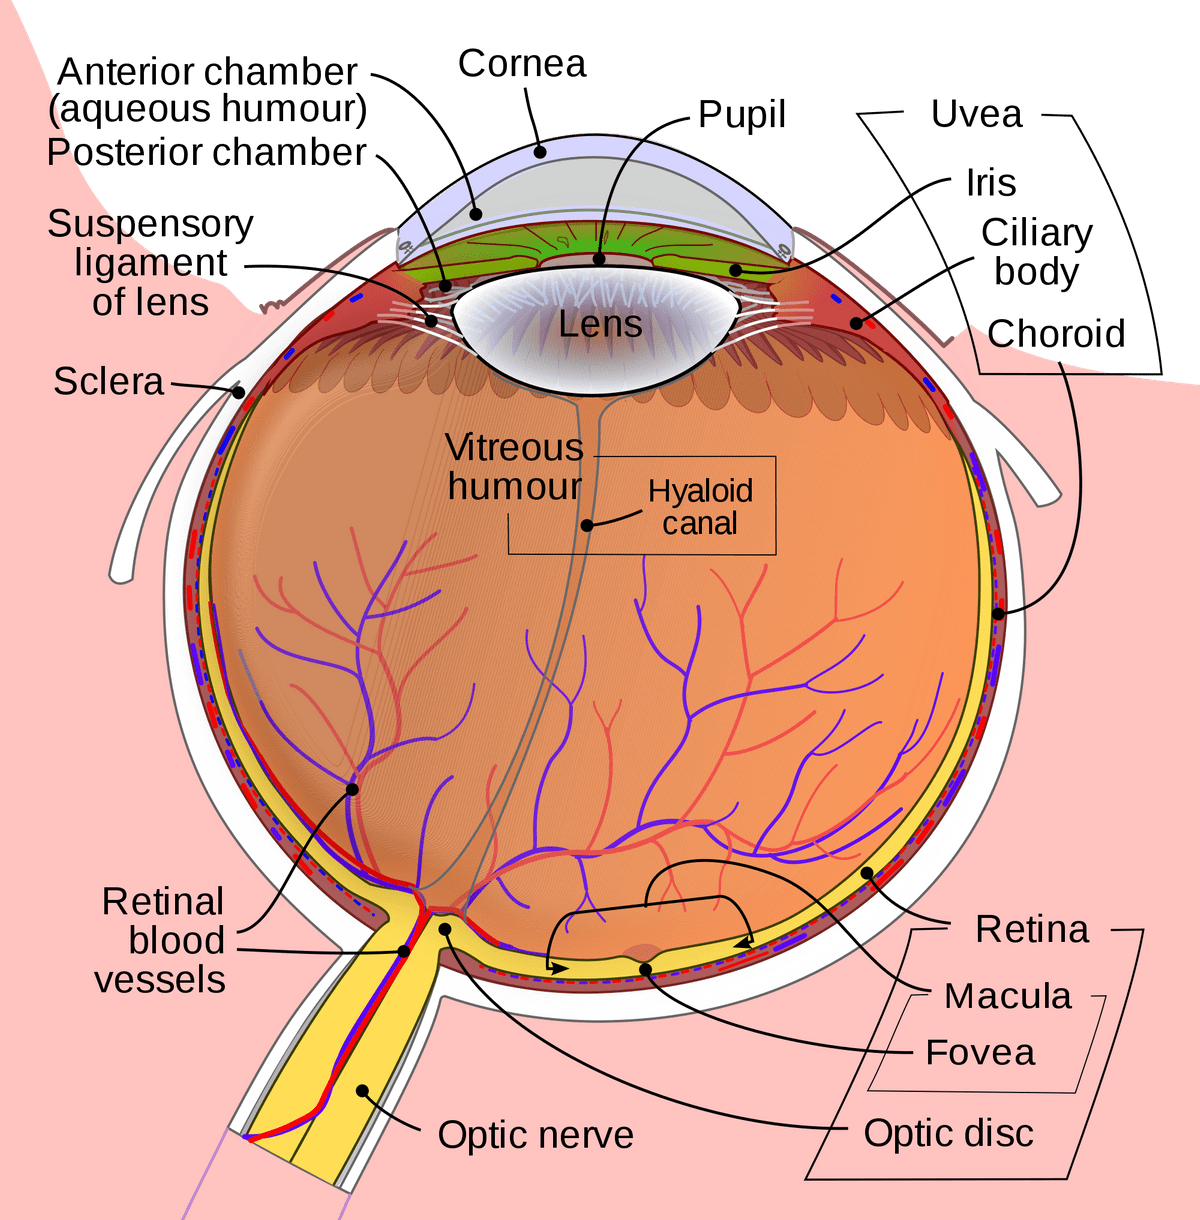 Anterior chamber
(aqueous humour)
Posterior chamber
Suspensory
ligament
of lens
Sclera
Cornea
Pupil
Uvea
Iris
Ciliary
body
Choroid
Lens
Vitreous
humour
Hyaloid
canal
Retinal
blood
vessels
Optic nerve
Retina
Macula
Fovea
Optic disc